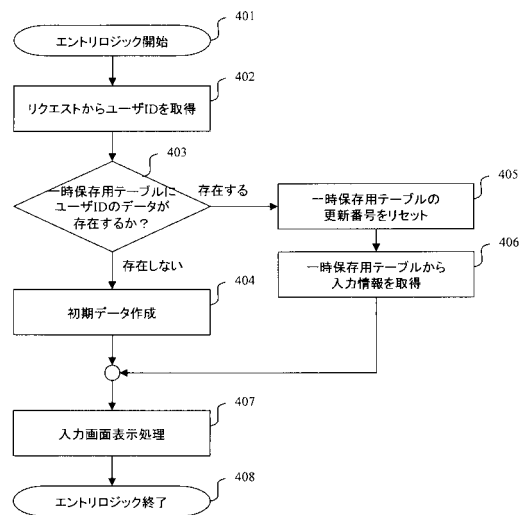 401
エントリロジック開始
402
リクエストからユーザIDを取得
403
一時保存用テーブルに
ユーザIDのデータが
存在するか？
存在する
405
一時保存用テーブルの
更新番号をリセット
406
一時保存用テーブルから
入力情報を取得
存在しない
404
初期データ作成
407
入力画面表示処理
408
エントリロジック終了